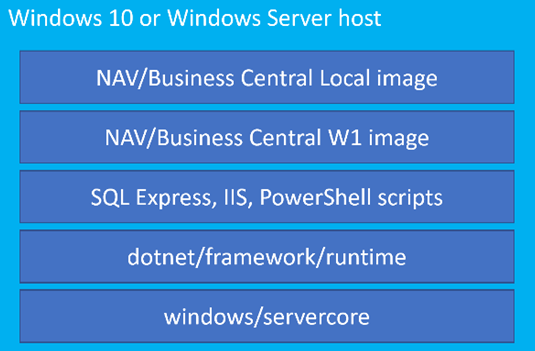 Windows 10 or Windows Server host
NAV/Business Central Local image
NAV/Business Central W1 image
SQL Express, IIS, PowerShell scripts
dotnet/framework/runtime
windows/servercore